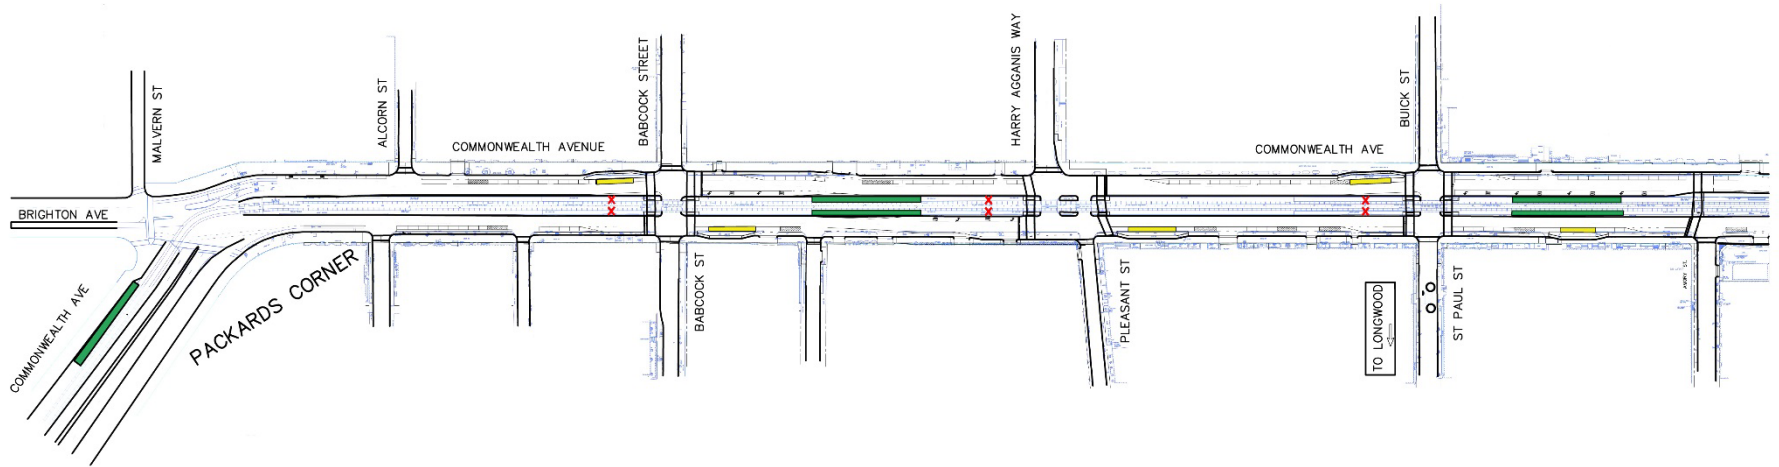 MALVERN ST
ALCORN ST
BABCOCK STREET
HARRY AGGANIS WAY
BUICK ST
COMMONWEALTH AVENUE
COMMONWEALTH AVE
BRIGHTON AVE
COMMONWEALTH AVE
PACKARDS CORNER
BABCOCK ST
PLEASANT ST
TO LONGWOOD
ST PAUL ST